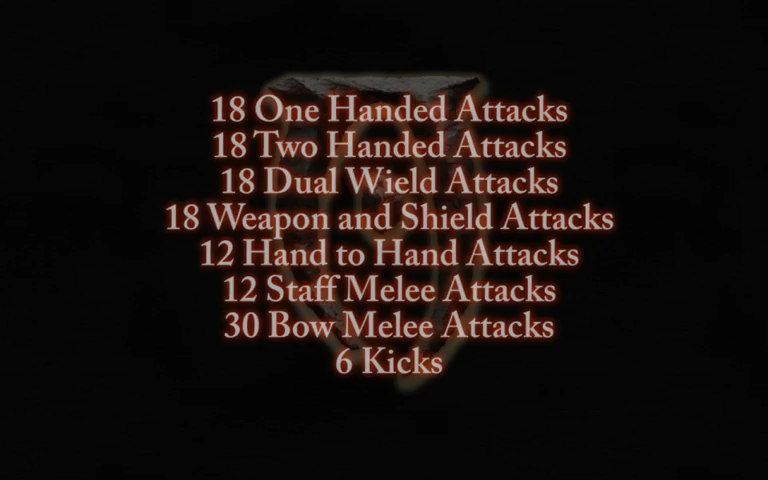 18 One Handed Attacks
18 Two Handed Attacks
18 Dual Wield Attacks
18 Weapon and Shield Attacks
12 Hand to Hand Attacks
12 Staff Melee Attacks
30 Bow Melee Attacks
6 Kicks